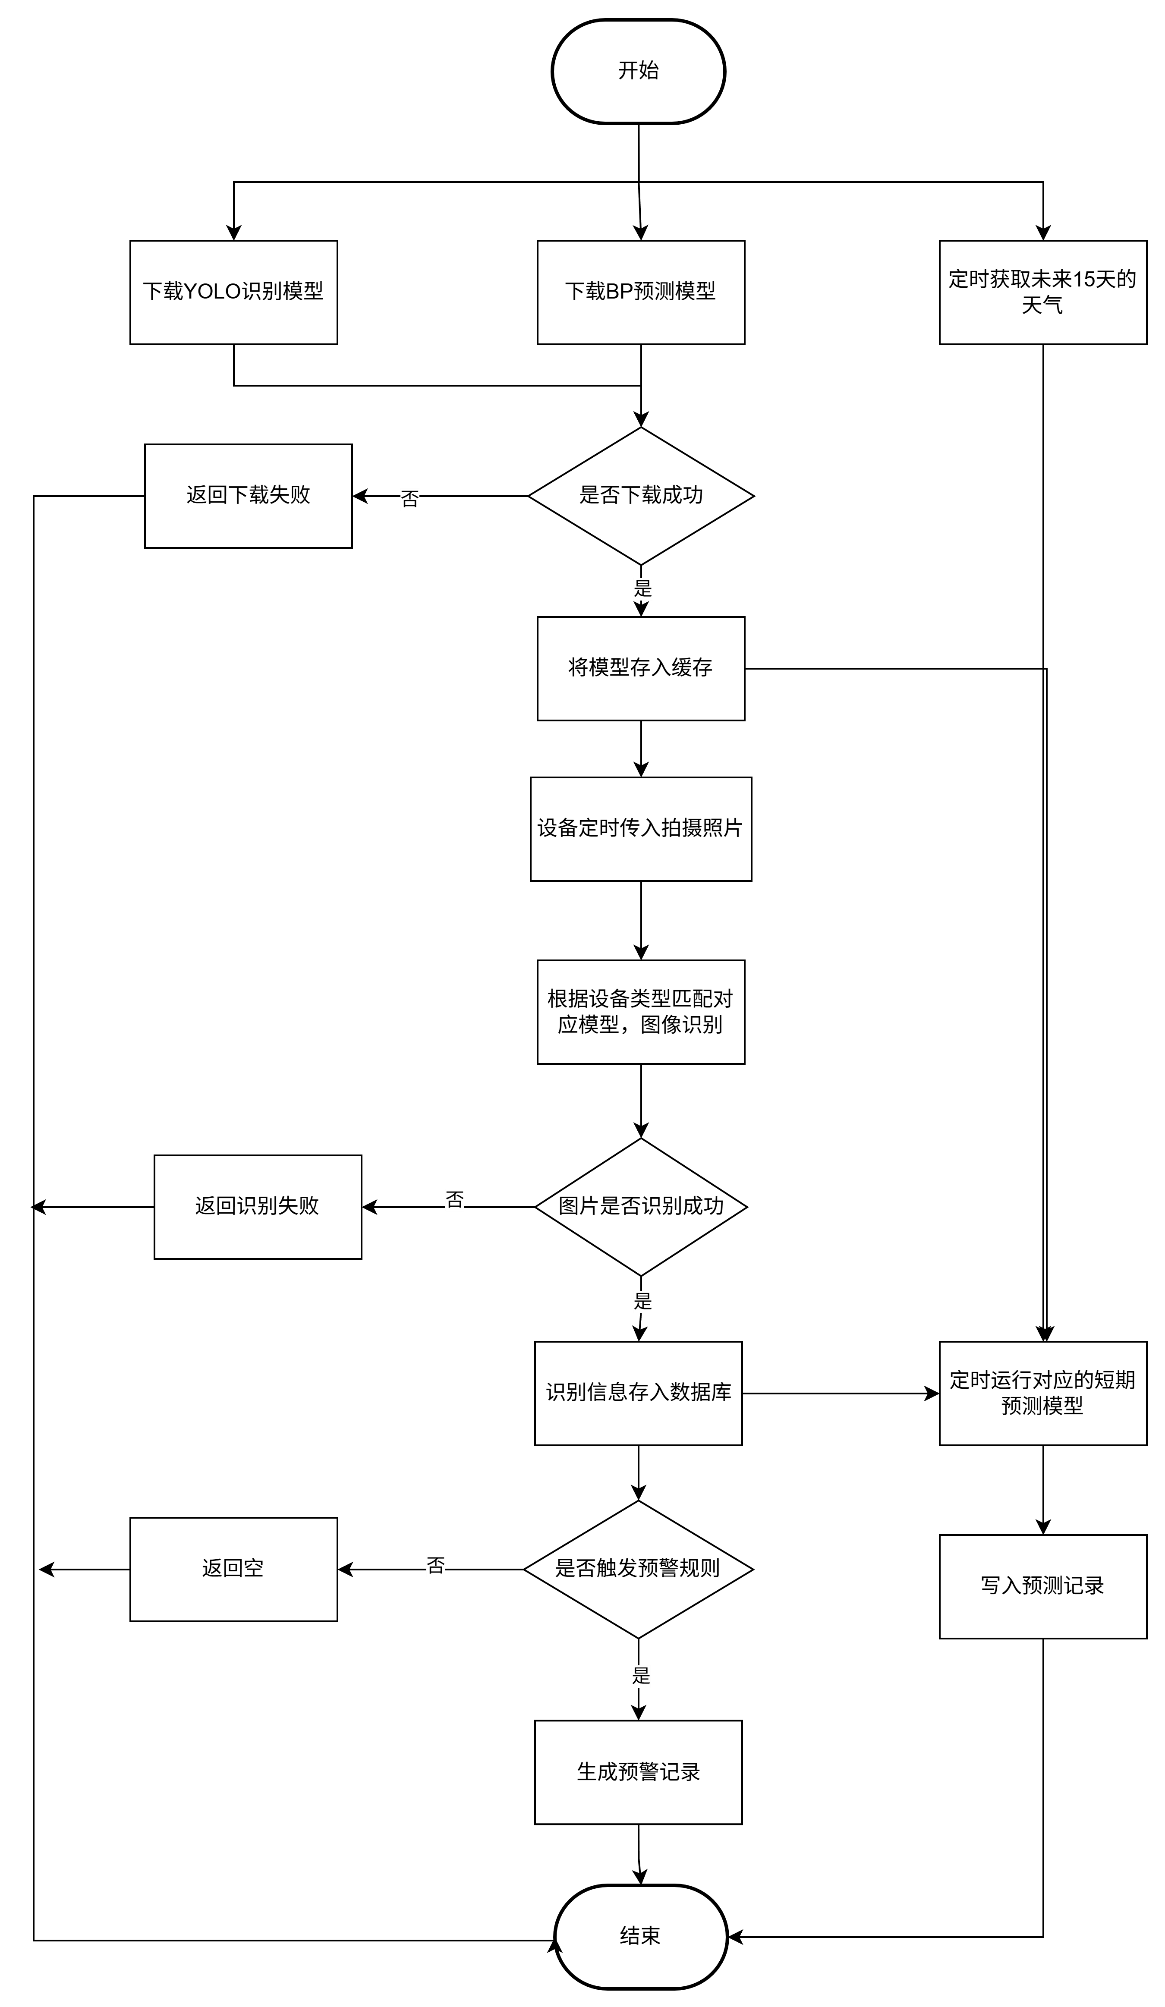 开始
下载YOLO识别模型
下载BP预测模型
定时获取未来15天的
天气
返回下载失败
否
是否下载成功
是
将模型存入缓存
设备定时传入拍摄照片
根据设备类型匹配对
应模型，图像识别
返回识别失败
否
图片是否识别成功
是
识别信息存入数据库
定时运行对应的短期
预测模型
返回空
否
是否触发预警规则
写入预测记录
是
生成预警记录
结束